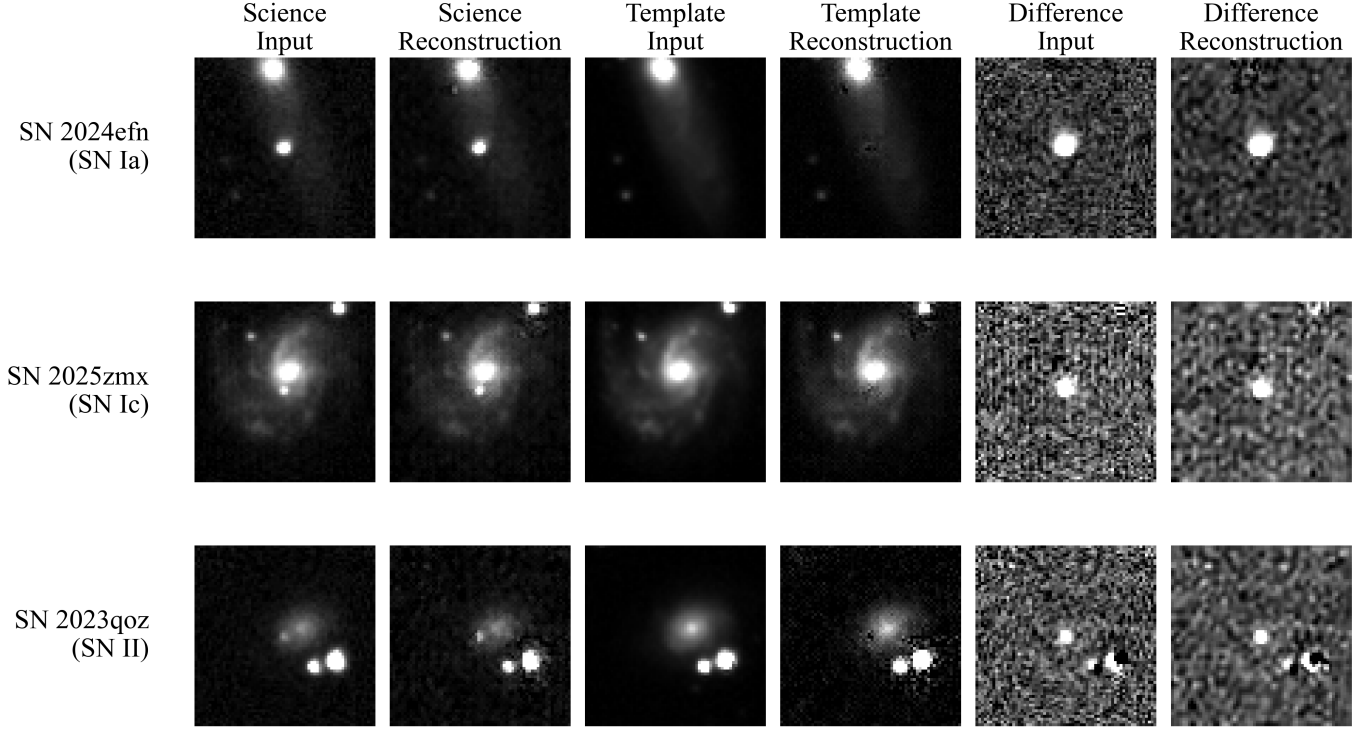 Science Input
Science Reconstruction
Template Input
Template Reconstruction
Difference Input
Difference Reconstruction
SN 2024efn
(SN Ia)
SN 2025zmx
(SN Ic)
SN 2023qoz
(SN II)